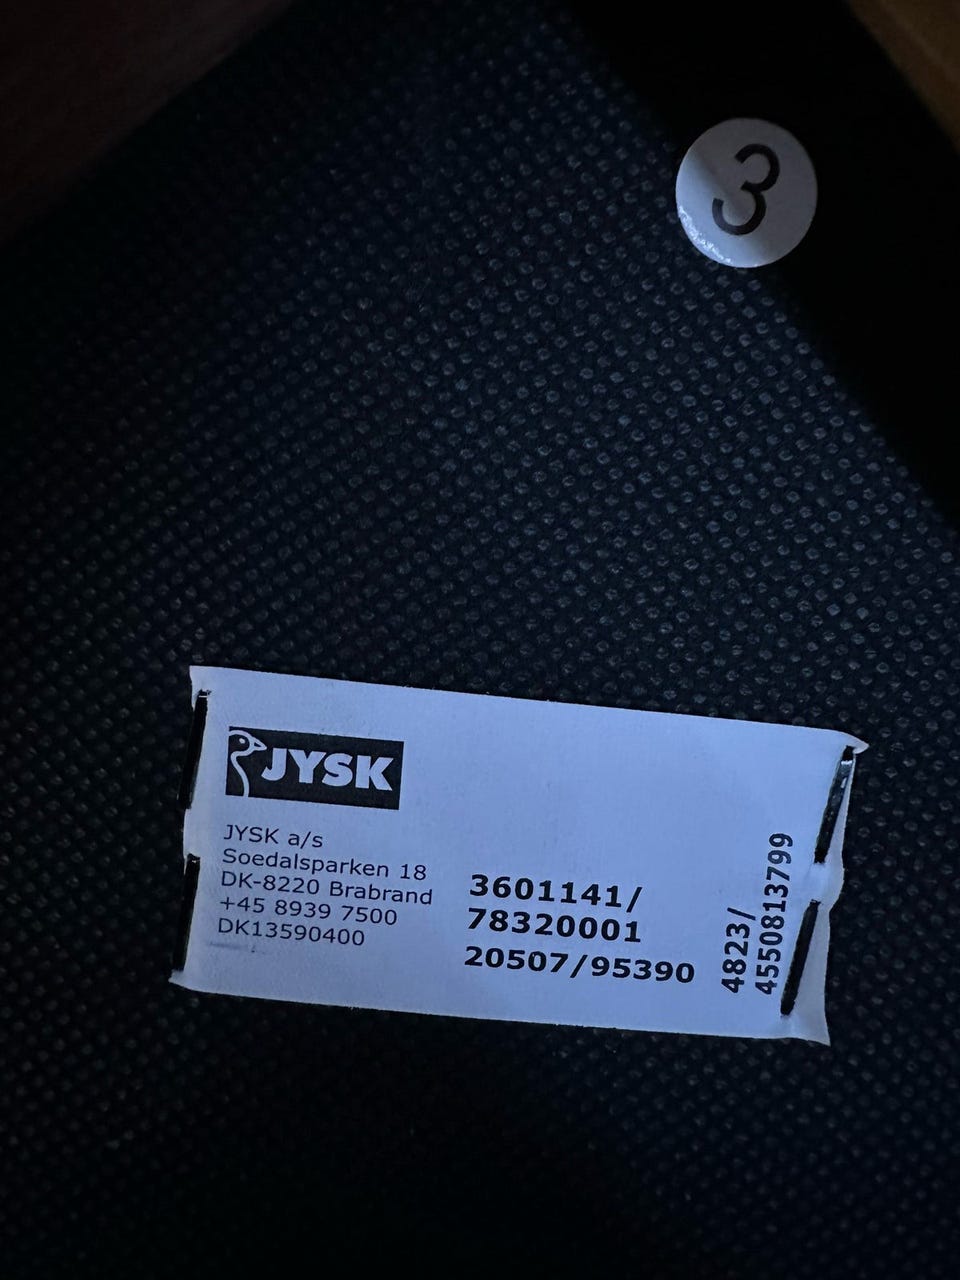 3
JYSK
JYSK a/s
Soedalsparken 18
DK-8220 Brabrand
+45 8939 7500
DK13590400
3601141/
78320001
20507/95390
4823/
4550813799